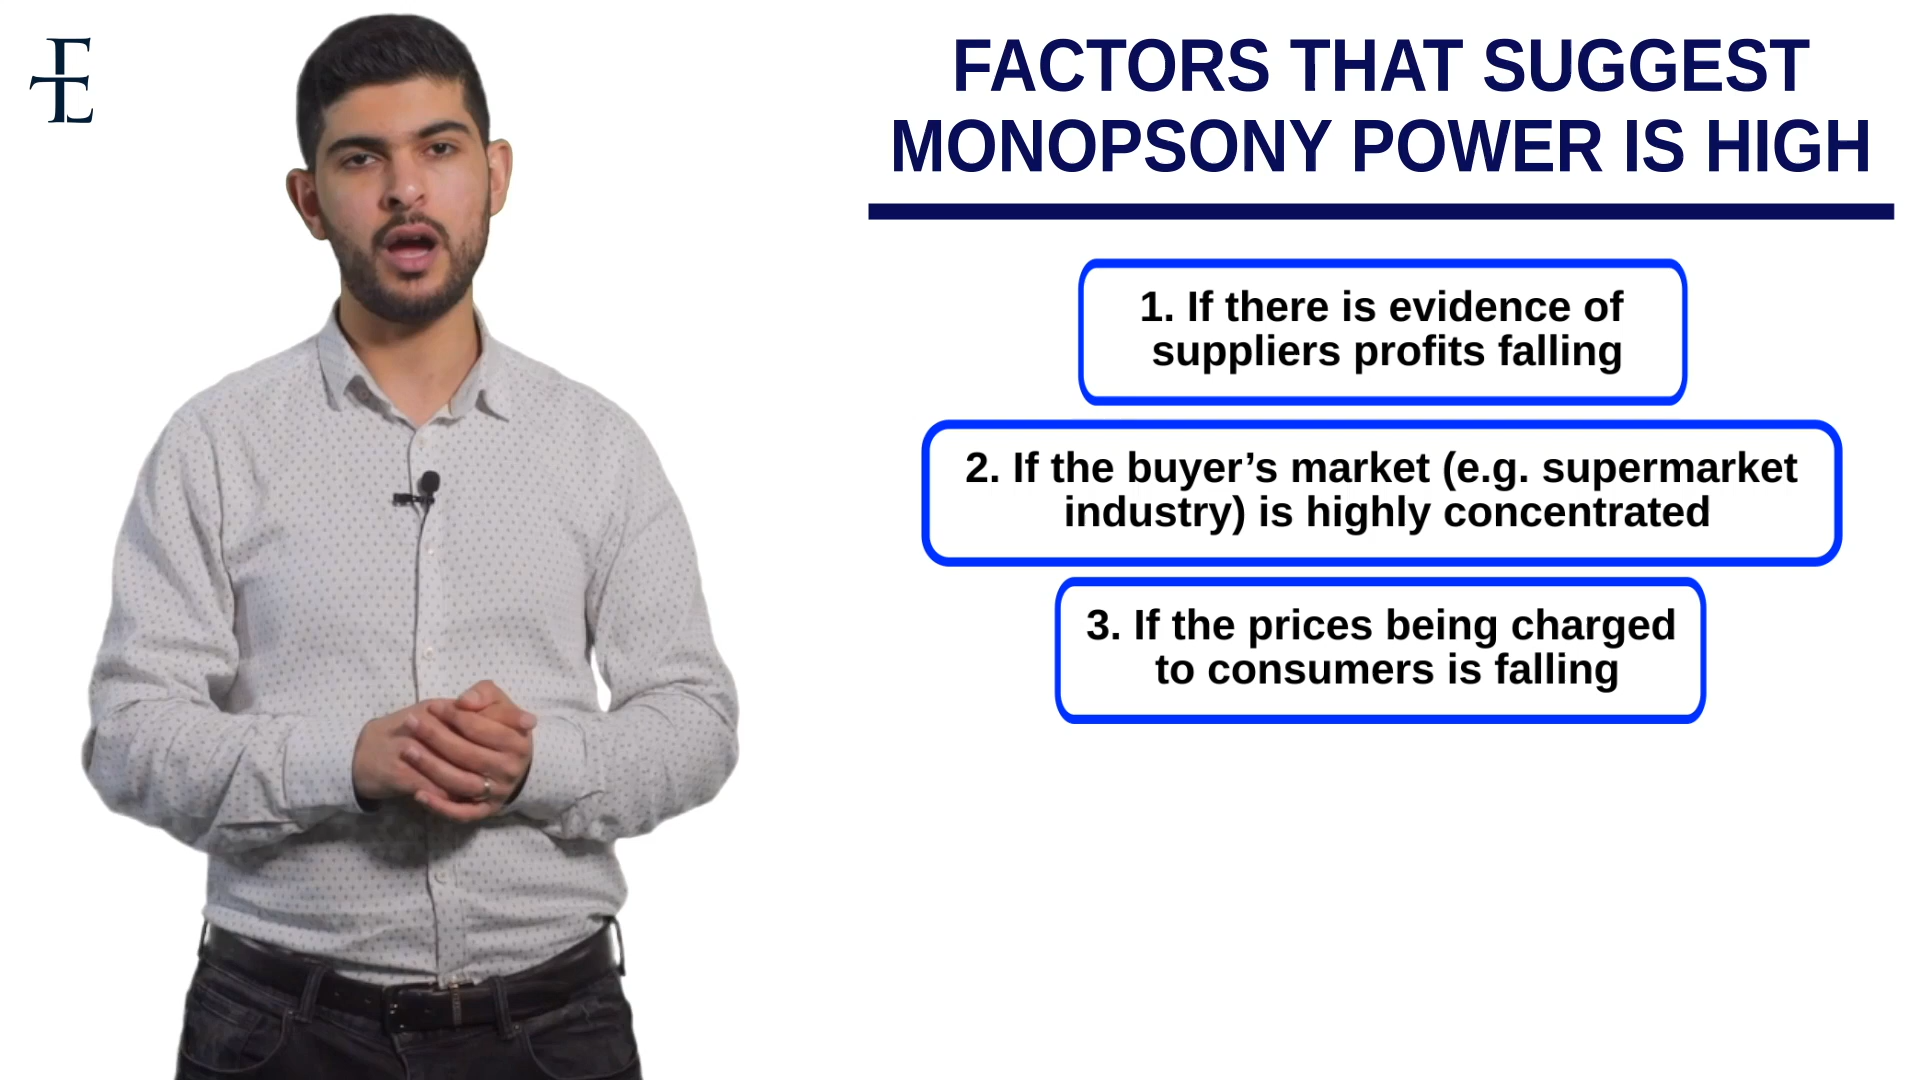 FACTORS THAT SUGGEST
MONOPSONY POWER IS HIGH
1. If there is evidence of
suppliers profits falling
2. If the buyer’s market (e.g. supermarket
industry) is highly concentrated
3. If the prices being charged
to consumers is falling